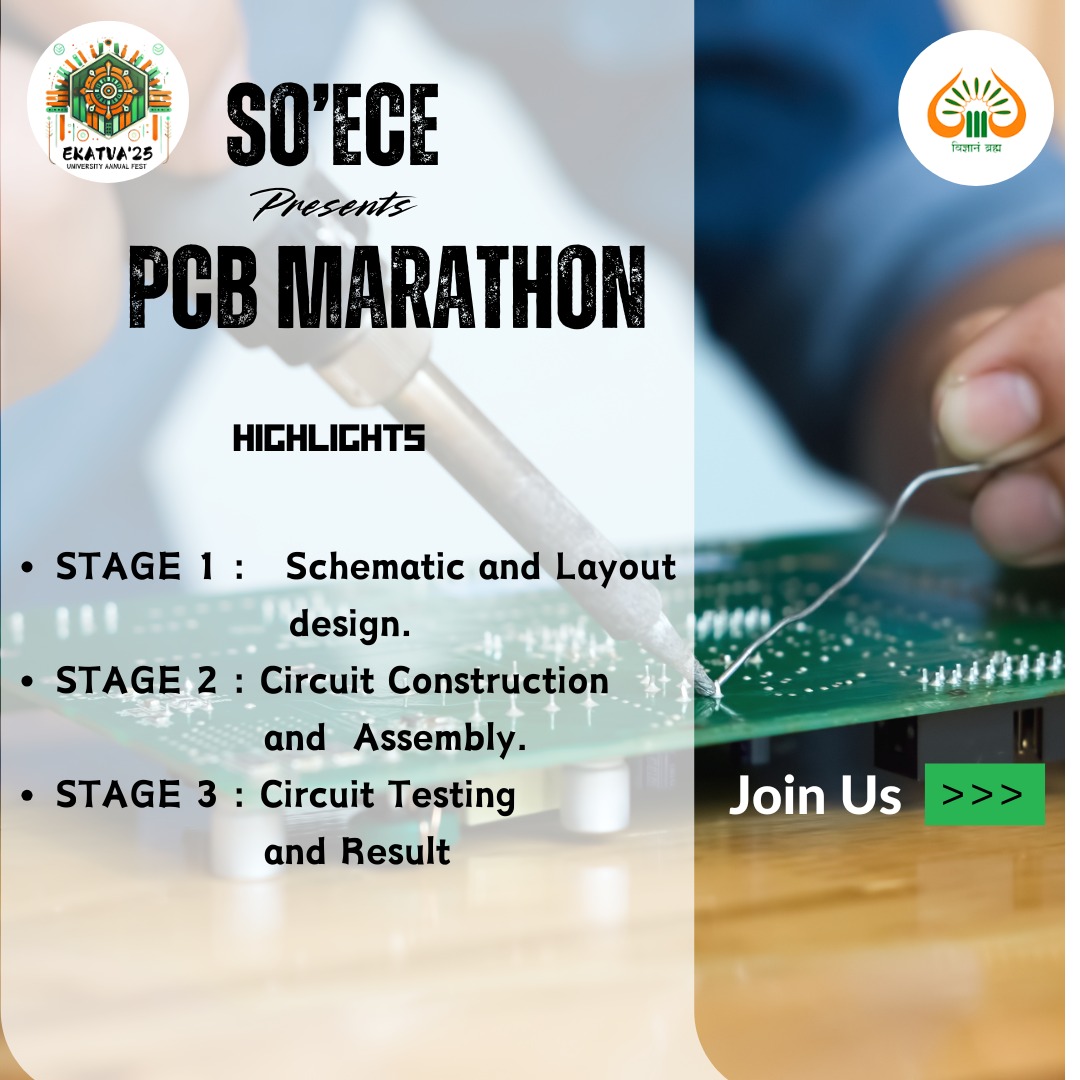 EKATVA'25
UNIVERSITY ANNUAL FEST
विज्ञानं ब्रह्म
SO'ECE
Presents
PCB MARATHON
HIGHLIGHTS
• STAGE 1 : Schematic and Layout
design.
• STAGE 2 : Circuit Construction
and Assembly.
• STAGE 3 : Circuit Testing
and Result
Join Us >>>